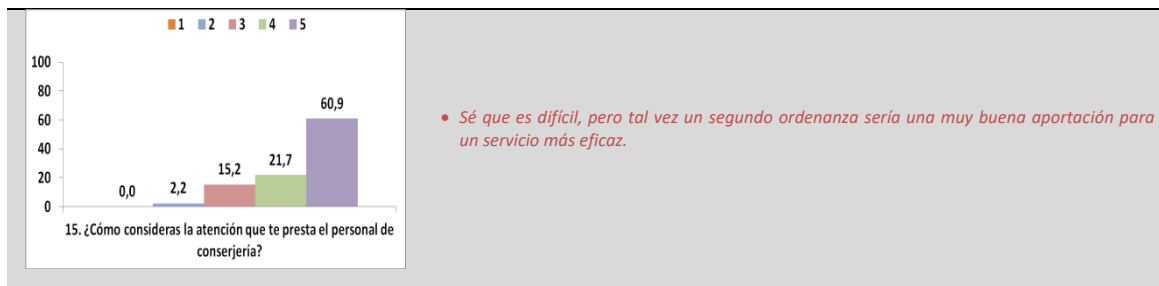 1 2 3 4 5
100
80
60
40
20
0
0,0
2,2
15,2
21,7
60,9
15. ¿Cómo consideras la atención que te presta el personal de
conserjería?
• Sé que es difícil, pero tal vez un segundo ordenanza sería una muy buena aportación para
un servicio más eficaz.